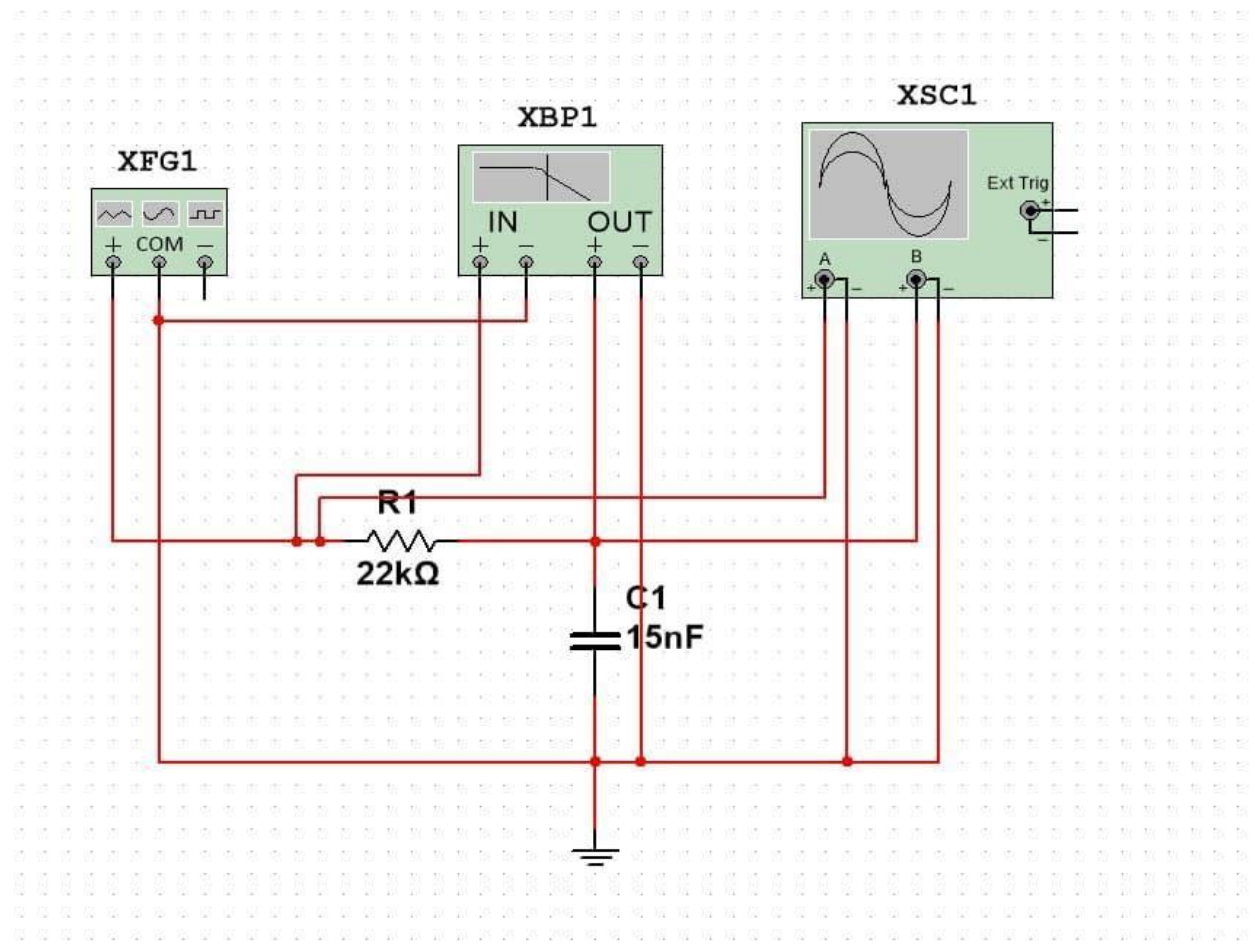 XSC1
XBP1
XFG1
Ext Trig
+
−
IN OUT
+ COM −
+ − + −
A B
+ − + −
R1
22kΩ
C1
15nF